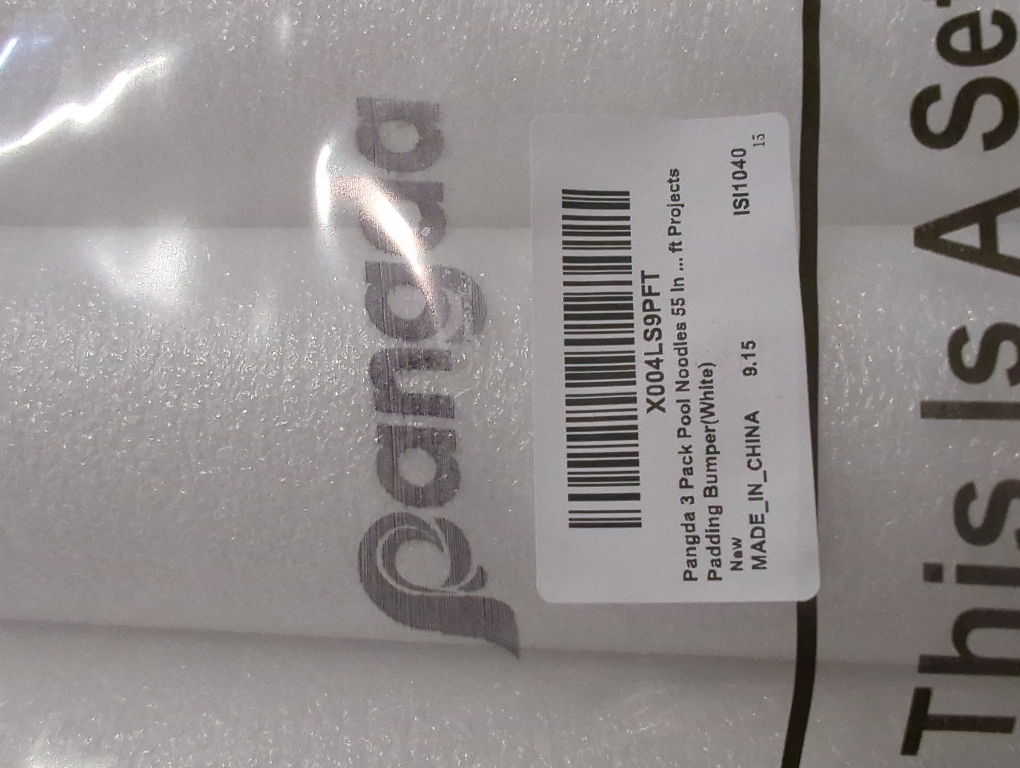 pangda
X004LS9PFT
Pangda 3 Pack Pool Noodles 55 In ... ft Projects
Padding Bumper(White)
New
MADE_IN_CHINA 9.15 ISI1040
15
This Is A Set